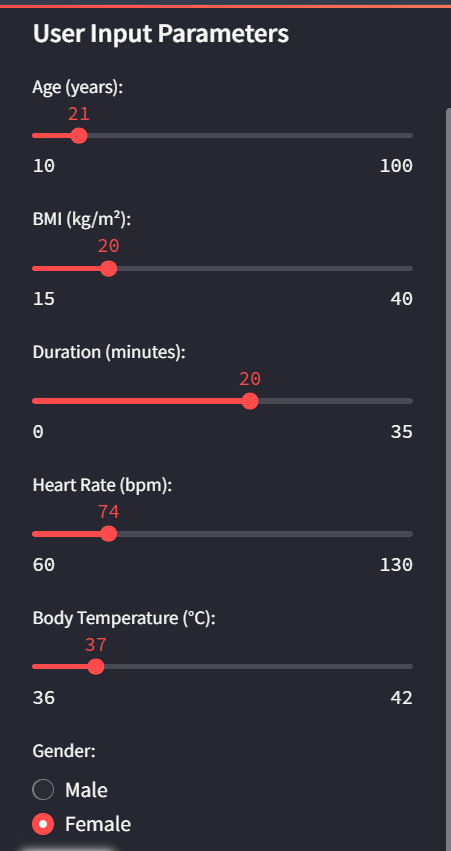 User Input Parameters
Age (years):
21
10 100
BMI (kg/m²):
20
15 40
Duration (minutes):
20
0 35
Heart Rate (bpm):
74
60 130
Body Temperature (°C):
37
36 42
Gender:
Male
Female